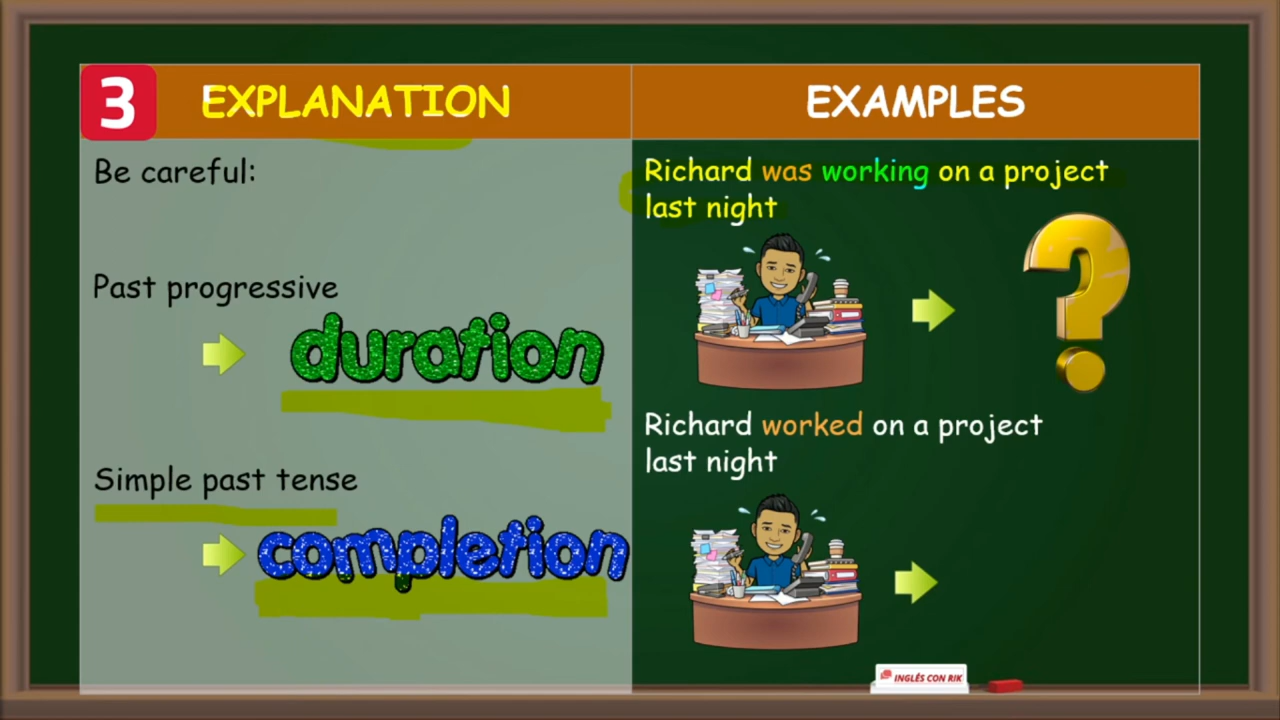 3 EXPLANATION
EXAMPLES
Be careful:
Past progressive
duration
Simple past tense
completion
Richard was working on a project
last night
?
Richard worked on a project
last night
INGLÉS CON RIK